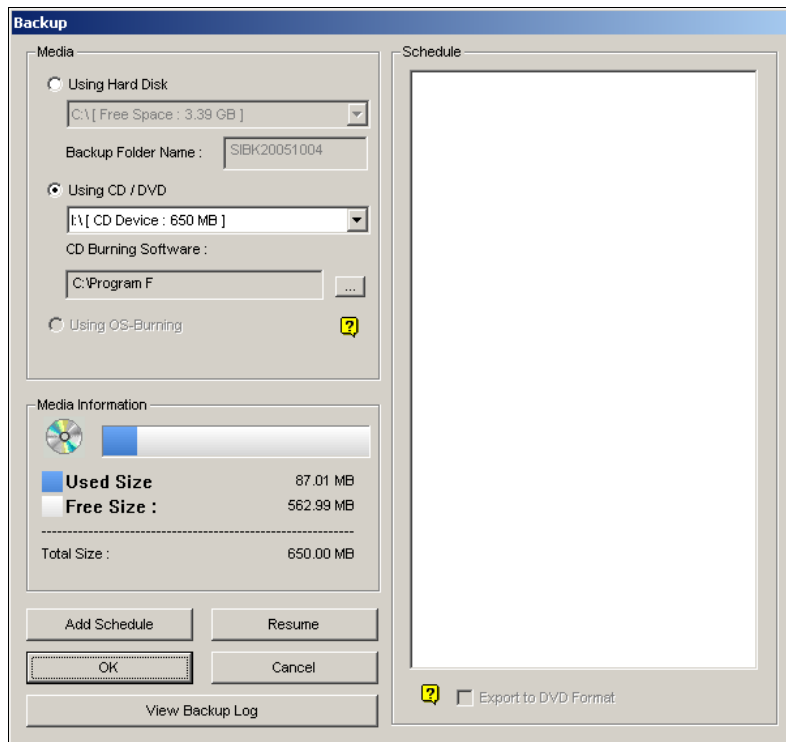 Backup
Media
Using Hard Disk
C:\ [ Free Space : 3.39 GB ]
Backup Folder Name :
SIBK20051004
Using CD / DVD
I:\ [ CD Device : 650 MB ]
CD Burning Software :
C:\Program F
...
Using OS-Burning
?
Media Information
Used Size 87.01 MB
Free Size : 562.99 MB
--------------------------------------------------------------------------------
Total Size : 650.00 MB
Add Schedule
Resume
OK
Cancel
View Backup Log
Schedule
?
Export to DVD Format